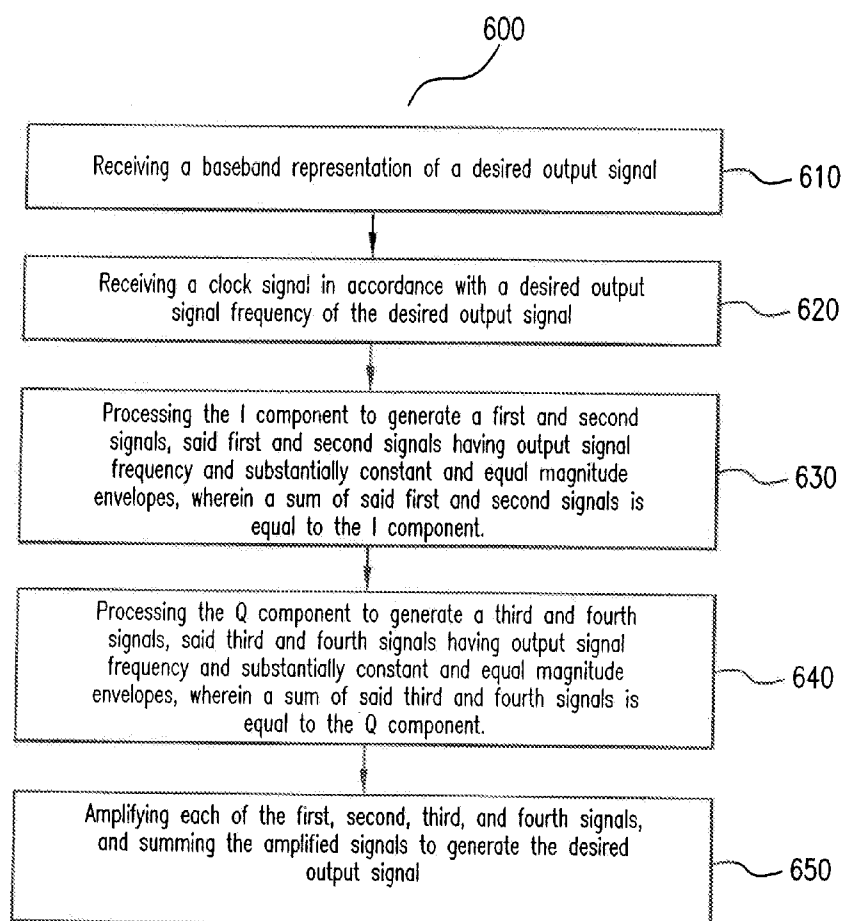 600
Receiving a baseband representation of a desired output signal
610
Receiving a clock signal in accordance with a desired output
signal frequency of the desired output signal
620
Processing the I component to generate a first and second
signals, said first and second signals having output signal
frequency and substantially constant and equal magnitude
envelopes, wherein a sum of said first and second signals is
equal to the I component.
630
Processing the Q component to generate a third and fourth
signals, said third and fourth signals having output signal
frequency and substantially constant and equal magnitude
envelopes, wherein a sum of said third and fourth signals is
equal to the Q component.
640
Amplifying each of the first, second, third, and fourth signals,
and summing the amplified signals to generate the desired
output signal
650